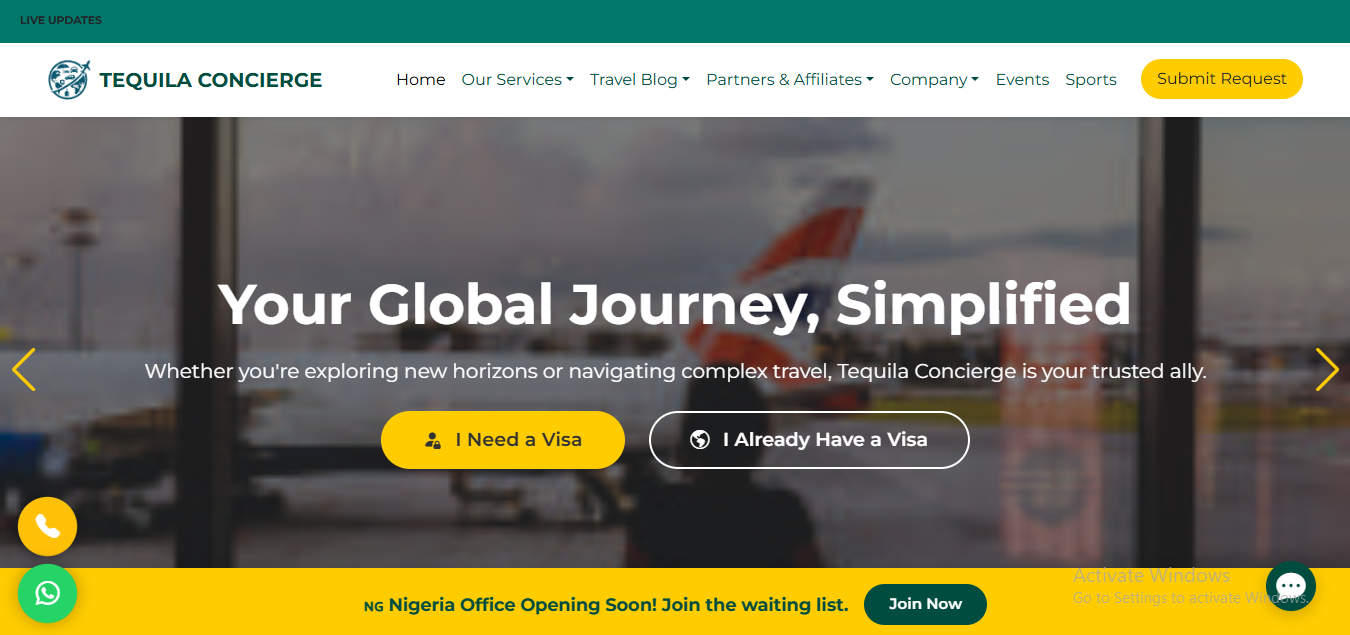 LIVE UPDATES
TEQUILA CONCIERGE
Home Our Services Travel Blog Partners & Affiliates Company Events Sports Submit Request
Your Global Journey, Simplified
Whether you're exploring new horizons or navigating complex travel, Tequila Concierge is your trusted ally.
I Need a Visa
I Already Have a Visa
NG Nigeria Office Opening Soon! Join the waiting list. Join Now
Activate Windows
Go to Settings to activate Windows.